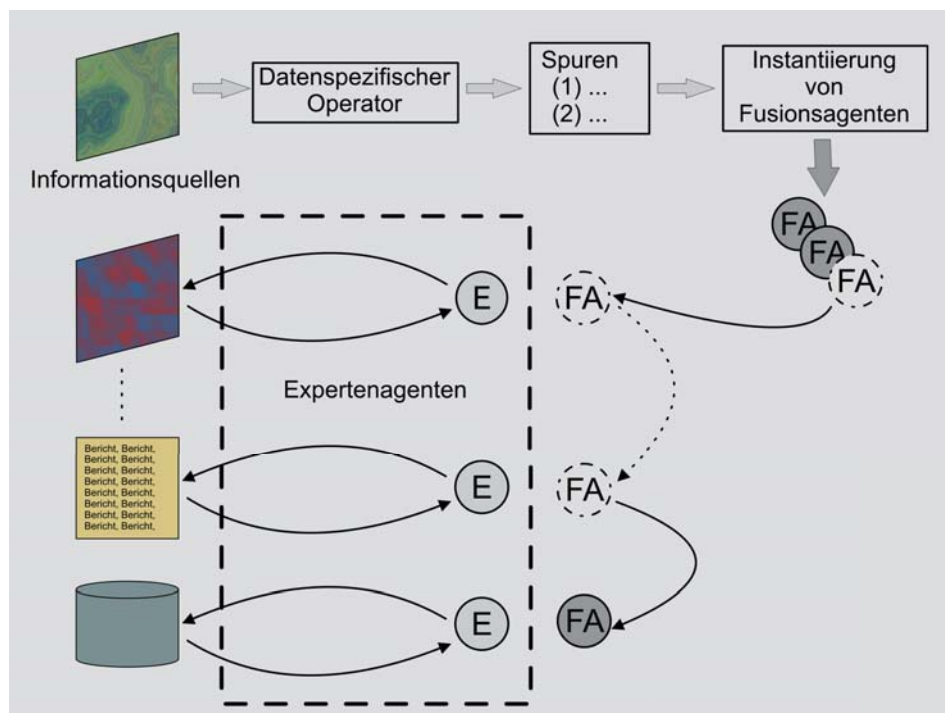 Datenspezifischer
Operator
Spuren
(1) ...
(2) ...
Instantiierung
von
Fusionsagenten
Informationsquellen
FA
FA
FA
E
FA
Expertenagenten
Bericht, Bericht,
Bericht, Bericht,
Bericht, Bericht,
Bericht, Bericht,
Bericht, Bericht,
Bericht, Bericht,
Bericht, Bericht,
Bericht, Bericht,
E
FA
E
FA